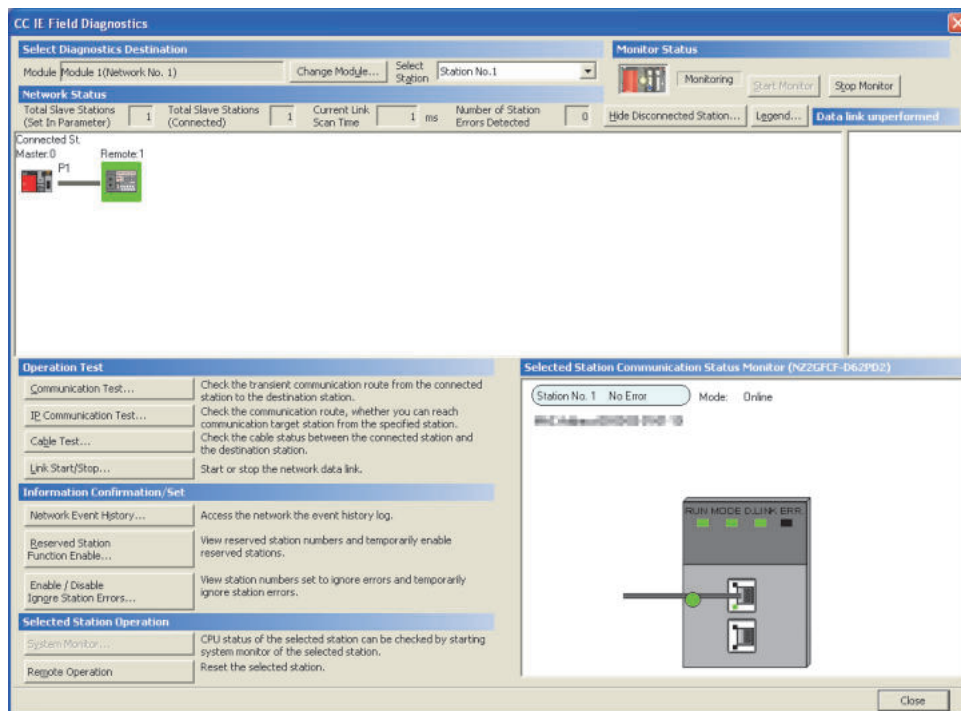 CC IE Field Diagnostics
Select Diagnostics Destination
Monitor Status
Module Module 1(Network No. 1)
Change Module...
Select
Station
Station No.1
Monitoring
Start Monitor
Stop Monitor
Network Status
Total Slave Stations
(Set In Parameter)
1
Total Slave Stations
(Connected)
1
Current Link
Scan Time
1 ms
Number of Station
Errors Detected
0
Hide Disconnected Station...
Legend...
Data link unperformed
Connected St.
Master:0
Remote:1
P1
Operation Test
Communication Test...
Check the transient communication route from the connected
station to the destination station.
IP Communication Test...
Check the communication route, whether you can reach
communication target station from the specified station.
Cable Test...
Check the cable status between the connected station and
the destination station.
Link Start/Stop...
Start or stop the network data link.
Information Confirmation/Set
Network Event History...
Access the network the event history log.
Reserved Station
Function Enable...
View reserved station numbers and temporarily enable
reserved stations.
Enable / Disable
Ignore Station Errors...
View station numbers set to ignore errors and temporarily
ignore station errors.
Selected Station Operation
System Monitor...
CPU status of the selected station can be checked by starting
system monitor of the selected station.
Remote Operation
Reset the selected station.
Selected Station Communication Status Monitor (NZ2GFCF-D62PD2)
Station No. 1 No Error
Mode: Online
RUN MODE D.LINK ERR.
Close